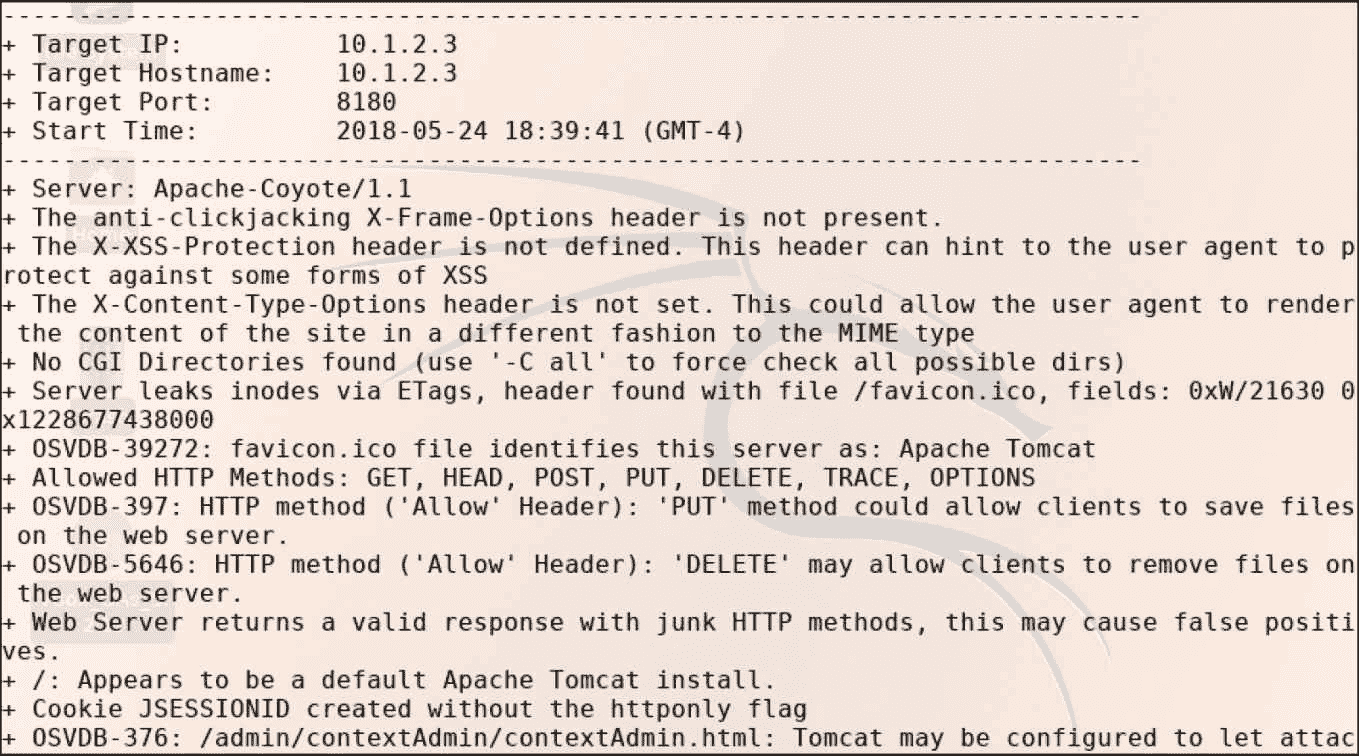 ---------------------------------------------------------------------------
+ Target IP:          10.1.2.3
+ Target Hostname:    10.1.2.3
+ Target Port:        8180
+ Start Time:         2018-05-24 18:39:41 (GMT-4)
---------------------------------------------------------------------------
+ Server: Apache-Coyote/1.1
+ The anti-clickjacking X-Frame-Options header is not present.
+ The X-XSS-Protection header is not defined. This header can hint to the user agent to p
rotect against some forms of XSS
+ The X-Content-Type-Options header is not set. This could allow the user agent to render
 the content of the site in a different fashion to the MIME type
+ No CGI Directories found (use '-C all' to force check all possible dirs)
+ Server leaks inodes via ETags, header found with file /favicon.ico, fields: 0xW/21630 0
x1228677438000
+ OSVDB-39272: favicon.ico file identifies this server as: Apache Tomcat
+ Allowed HTTP Methods: GET, HEAD, POST, PUT, DELETE, TRACE, OPTIONS
+ OSVDB-397: HTTP method ('Allow' Header): 'PUT' method could allow clients to save files
 on the web server.
+ OSVDB-5646: HTTP method ('Allow' Header): 'DELETE' may allow clients to remove files on
 the web server.
+ Web Server returns a valid response with junk HTTP methods, this may cause false positi
ves.
+ /: Appears to be a default Apache Tomcat install.
+ Cookie JSESSIONID created without the httponly flag
+ OSVDB-376: /admin/contextAdmin/contextAdmin.html: Tomcat may be configured to let attac